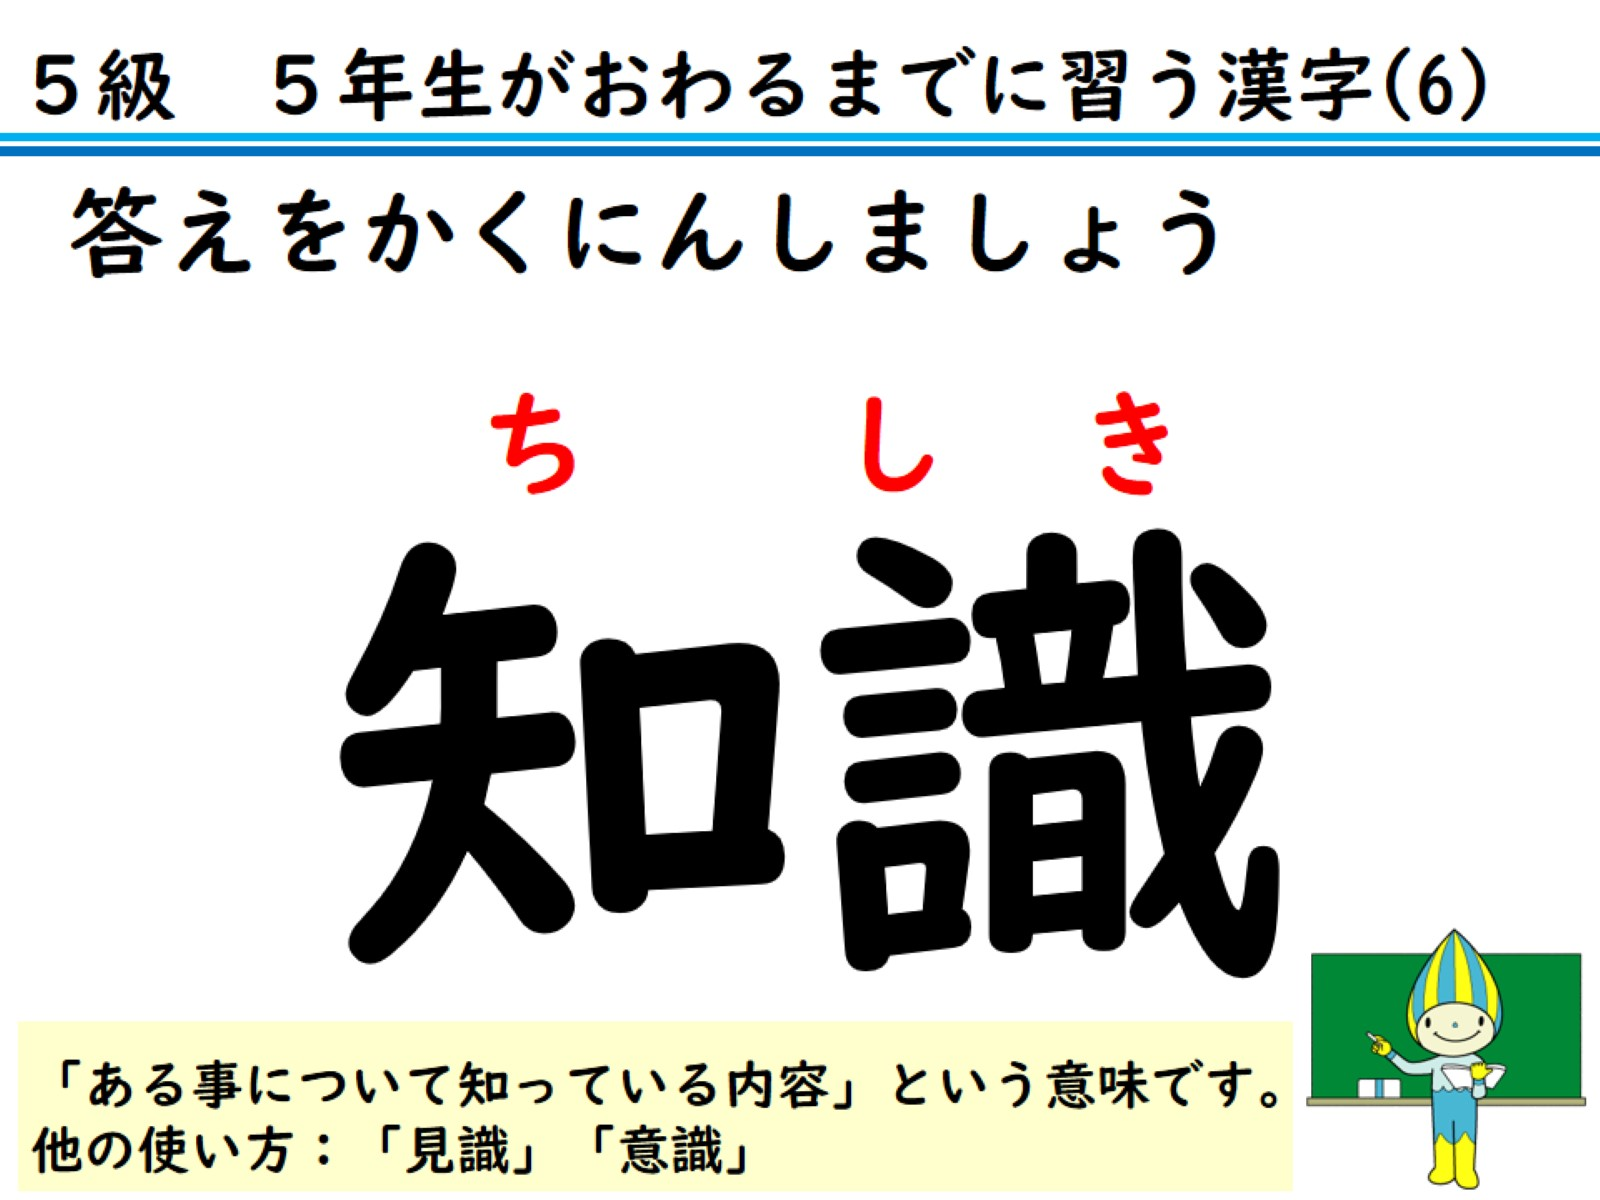 ５級　５年生がおわるまでに習う漢字(6)
答えをかくにんしましょう
ち　しき
知識
「ある事について知っている内容」という意味です。
他の使い方：「見識」「意識」